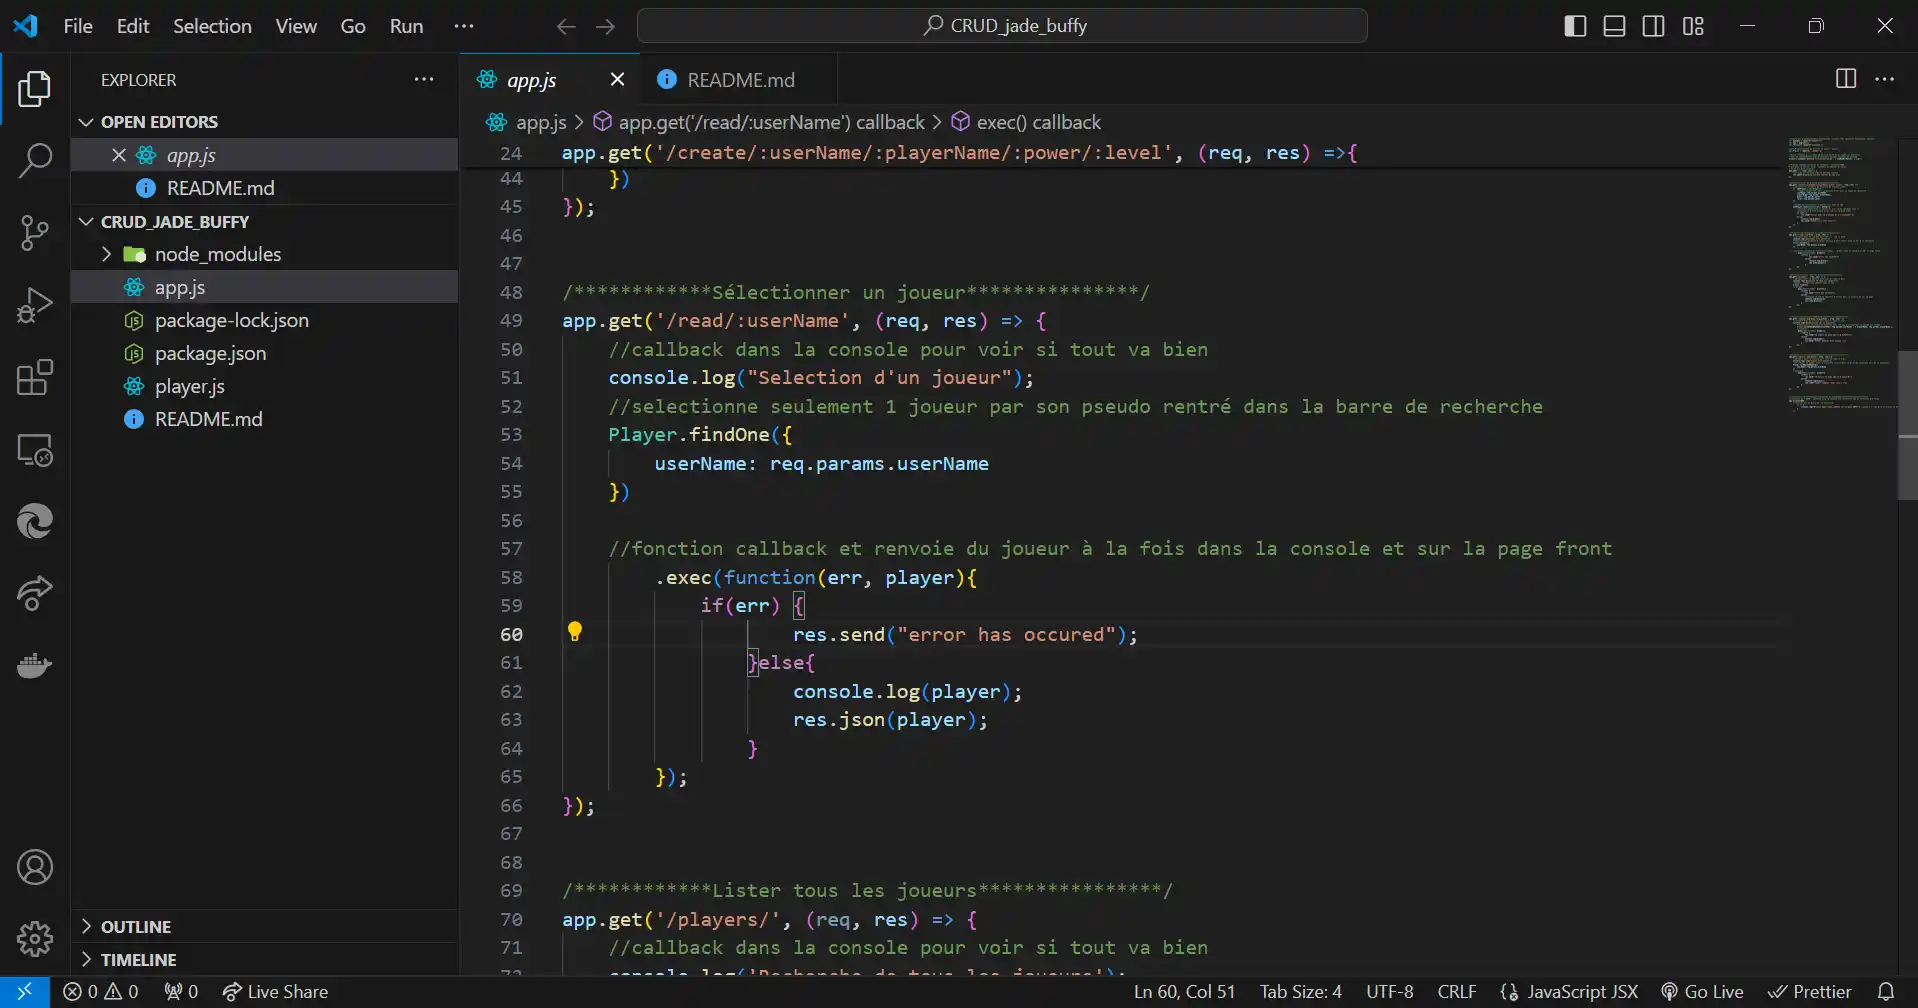 File Edit Selection View Go Run ··· CRUD_jade_buffy
EXPLORER ···
OPEN EDITORS
app.js
README.md
CRUD_JADE_BUFFY
node_modules
app.js
package-lock.json
package.json
player.js
README.md
OUTLINE
TIMELINE
app.js README.md
app.js > app.get('/read/:userName') callback > exec() callback
24 app.get('/create/:userName/:playerName/:power/:level', (req, res) =>{
44 })
45 });
46
47
48 /************Sélectionner un joueur***************/
49 app.get('/read/:userName', (req, res) => {
50 //callback dans la console pour voir si tout va bien
51 console.log("Selection d'un joueur");
52 //selectionne seulement 1 joueur par son pseudo rentré dans la barre de recherche
53 Player.findOne({
54 userName: req.params.userName
55 })
56
57 //fonction callback et renvoie du joueur à la fois dans la console et sur la page front
58 .exec(function(err, player){
59 if(err) {
60 res.send("error has occured");
61 }else{
62 console.log(player);
63 res.json(player);
64 }
65 });
66 });
67
68
69 /************Lister tous les joueurs****************/
70 app.get('/players/', (req, res) => {
71 //callback dans la console pour voir si tout va bien
72 console.log('Recherche de tous les joueurs');
0 0 0 Live Share Ln 60, Col 51 Tab Size: 4 UTF-8 CRLF {} JavaScript JSX Go Live Prettier